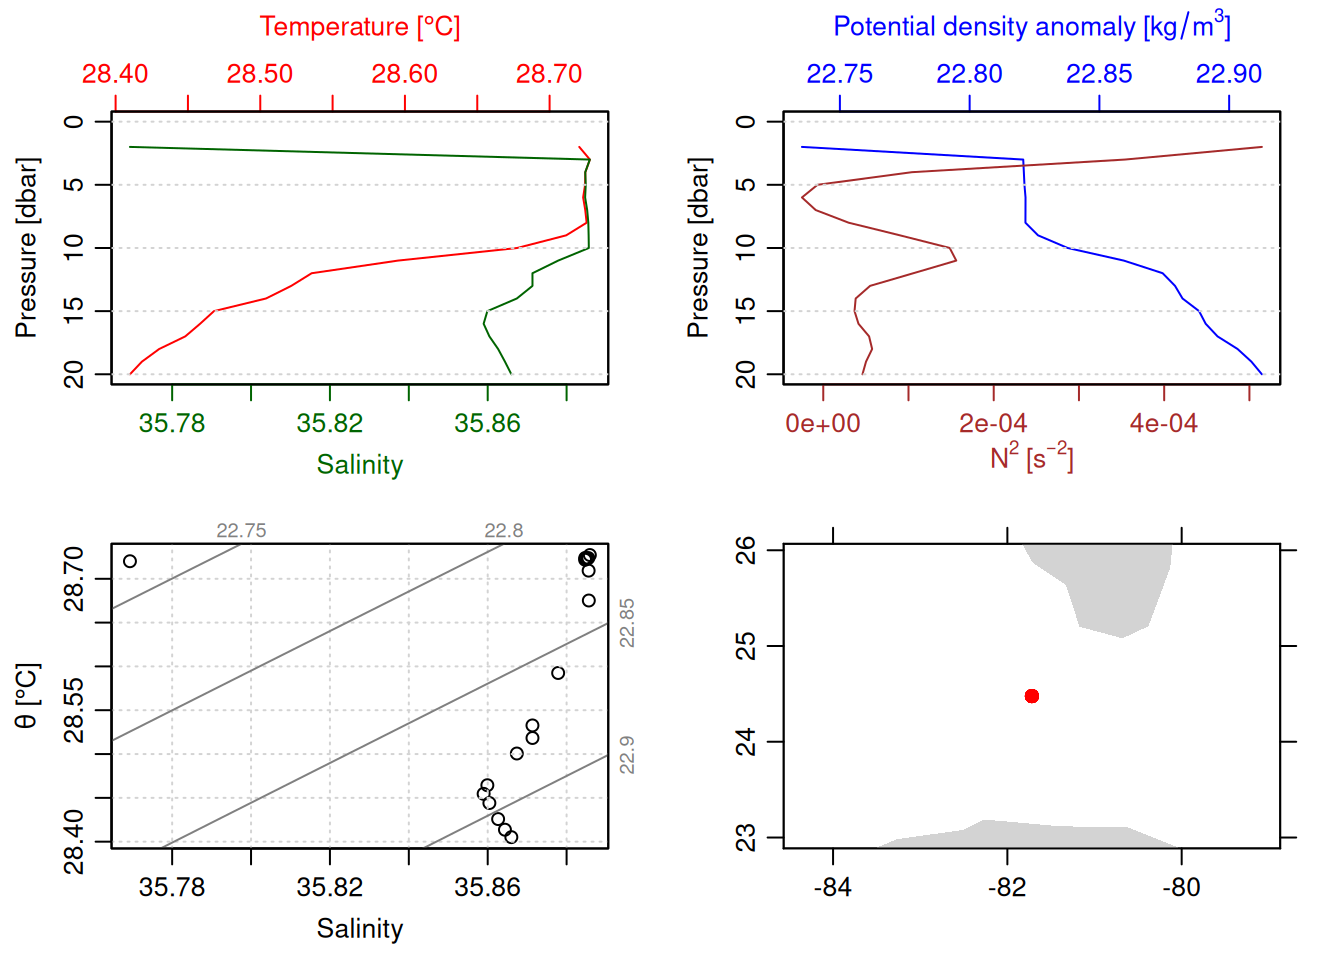 Temperature [°C]
28.40 28.50 28.60 28.70
Pressure [dbar]
0 5 10 15 20
35.78 35.82 35.86
Salinity
Potential density anomaly [kg/m³]
22.75 22.80 22.85 22.90
Pressure [dbar]
0 5 10 15 20
0e+00 2e-04 4e-04
N² [s⁻²]
22.75 22.8
22.85
22.9
θ [°C]
28.70 28.55 28.40
35.78 35.82 35.86
Salinity
26 25 24 23
-84 -82 -80